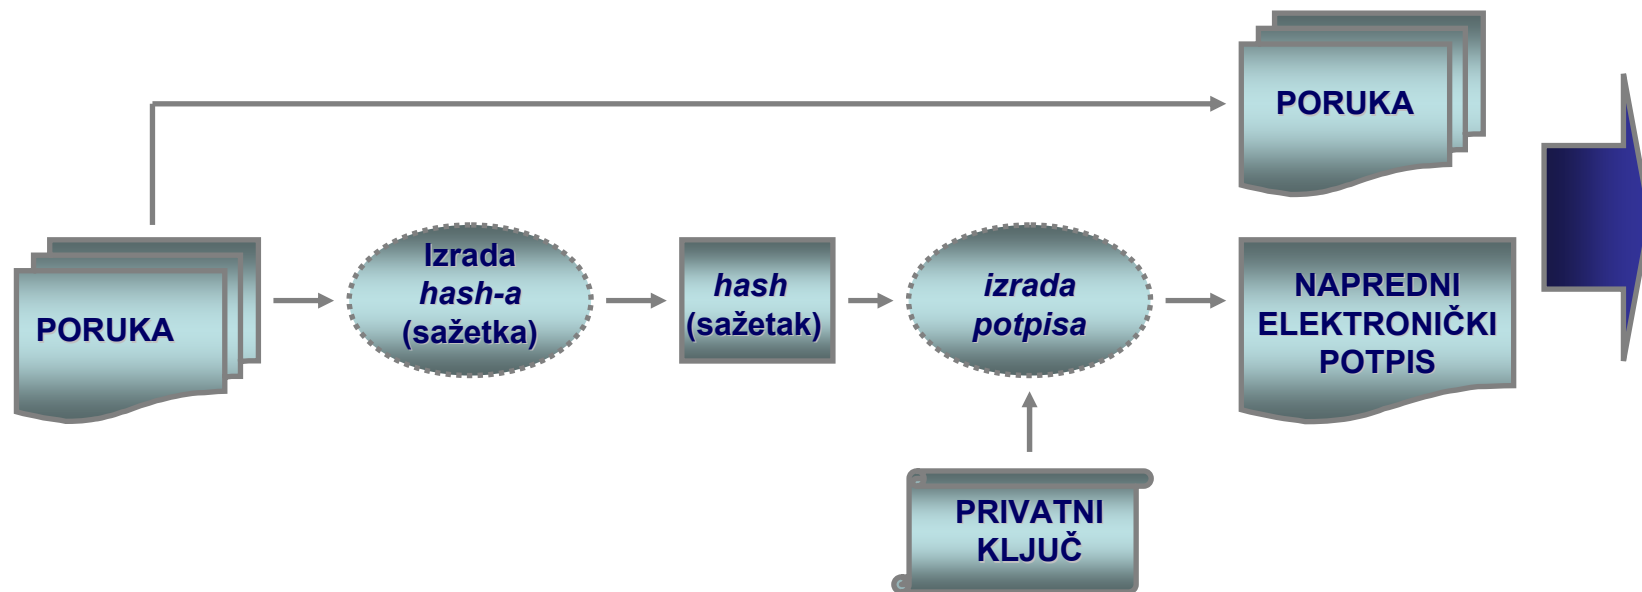 PORUKA
PORUKA
Izrada
hash-a
(sažetka)
hash
(sažetak)
izrada
potpisa
NAPREDNI
ELEKTRONIČKI
POTPIS
PRIVATNI
KLJUČ